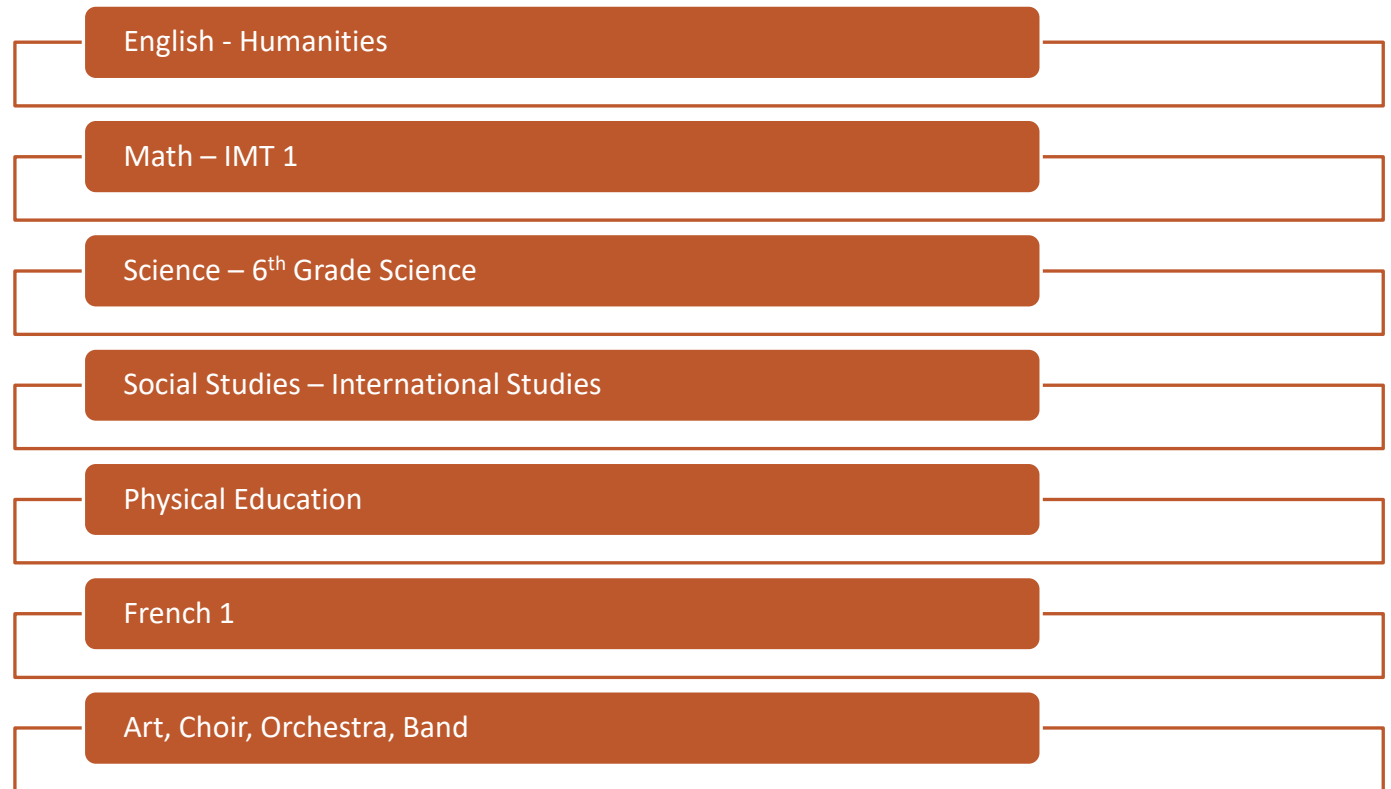 English - Humanities
Math – IMT 1
Science – 6th Grade Science
Social Studies – International Studies
Physical Education
French 1
Art, Choir, Orchestra, Band